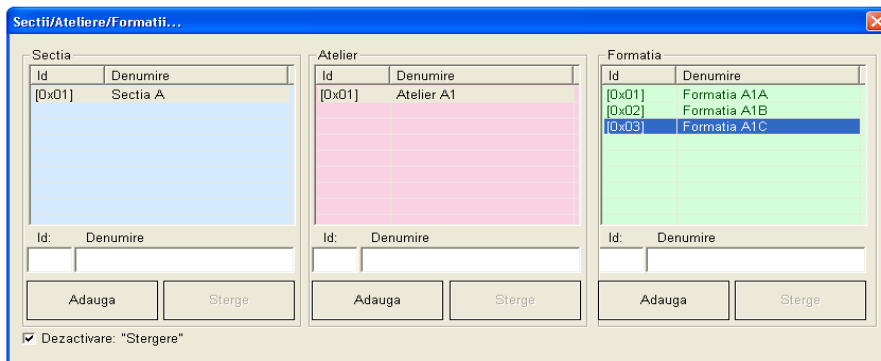 Sectii/Ateliere/Formatii...
Sectia
Id Denumire
[0x01] Sectia A
Id: Denumire
Adauga Sterge
Atelier
Id Denumire
[0x01] Atelier A1
Id: Denumire
Adauga Sterge
Formatia
Id Denumire
[0x01] Formatia A1A
[0x02] Formatia A1B
[0x03] Formatia A1C
Id: Denumire
Adauga Sterge
Dezactivare: "Stergere"